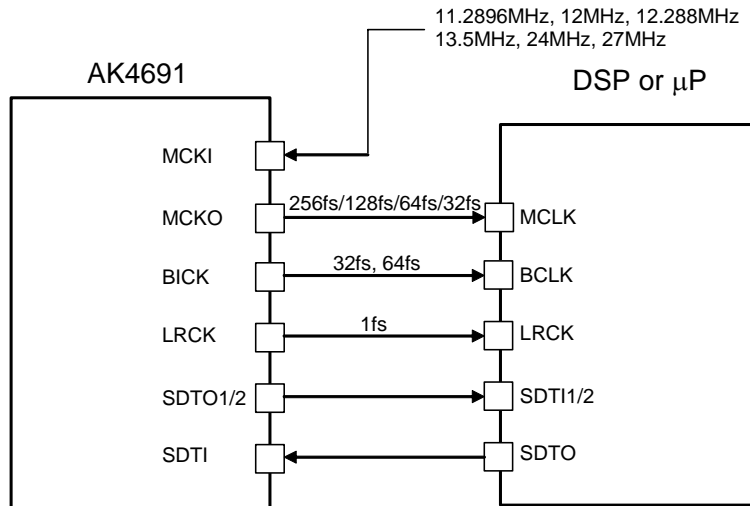 11.2896MHz, 12MHz, 12.288MHz
13.5MHz, 24MHz, 27MHz
AK4691
DSP or μP
MCKI
MCKO
256fs/128fs/64fs/32fs
MCLK
BICK
32fs, 64fs
BCLK
LRCK
1fs
LRCK
SDTO1/2
SDTI1/2
SDTI
SDTO